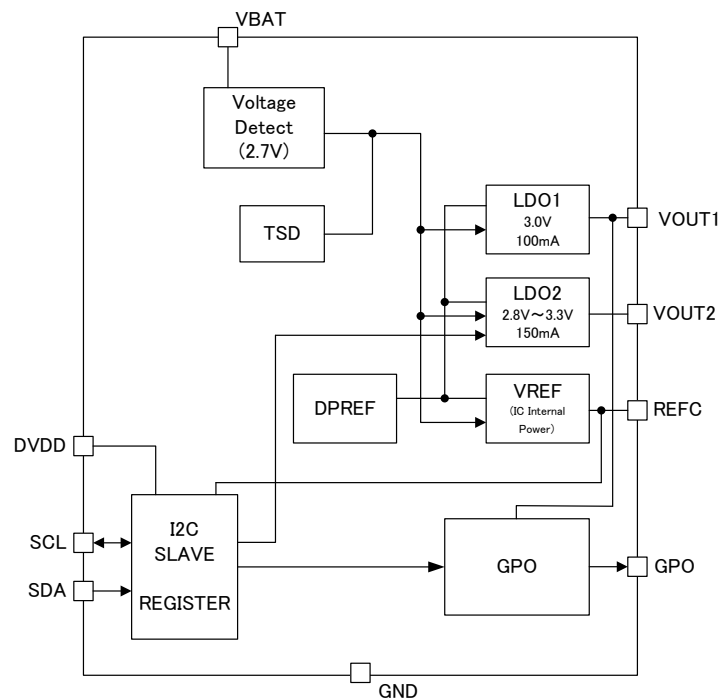 VBAT
Voltage
Detect
(2.7V)
TSD
LDO1
3.0V
100mA
VOUT1
LDO2
2.8V～3.3V
150mA
VOUT2
DPREF
VREF
(IC Internal
Power)
REFC
DVDD
I2C
SLAVE
REGISTER
SCL
SDA
GPO
GPO
GND